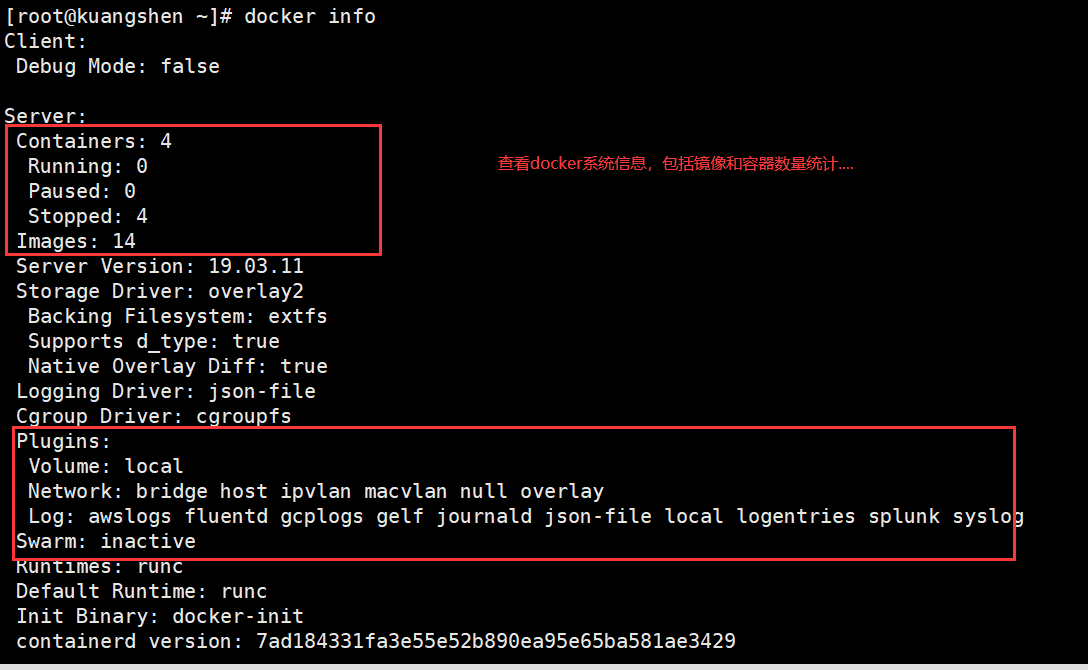 [root@kuangshen ~]# docker info
Client:
Debug Mode: false
Server:
Containers: 4
查看docker系统信息，包括镜像和容器数量统计....
Running: 0
Paused: 0
Stopped: 4
Images: 14
Server Version: 19.03.11
Storage Driver: overlay2
Backing Filesystem: extfs
Supports d_type: true
Native Overlay Diff: true
Logging Driver: json-file
Cgroup Driver: cgroupfs
Plugins:
Volume: local
Network: bridge host ipvlan macvlan null overlay
Log: awslogs fluentd gcplogs gelf journald json-file local logentries splunk syslog
Swarm: inactive
Runtimes: runc
Default Runtime: runc
Init Binary: docker-init
containerd version: 7ad184331fa3e55e52b890ea95e65ba581ae3429